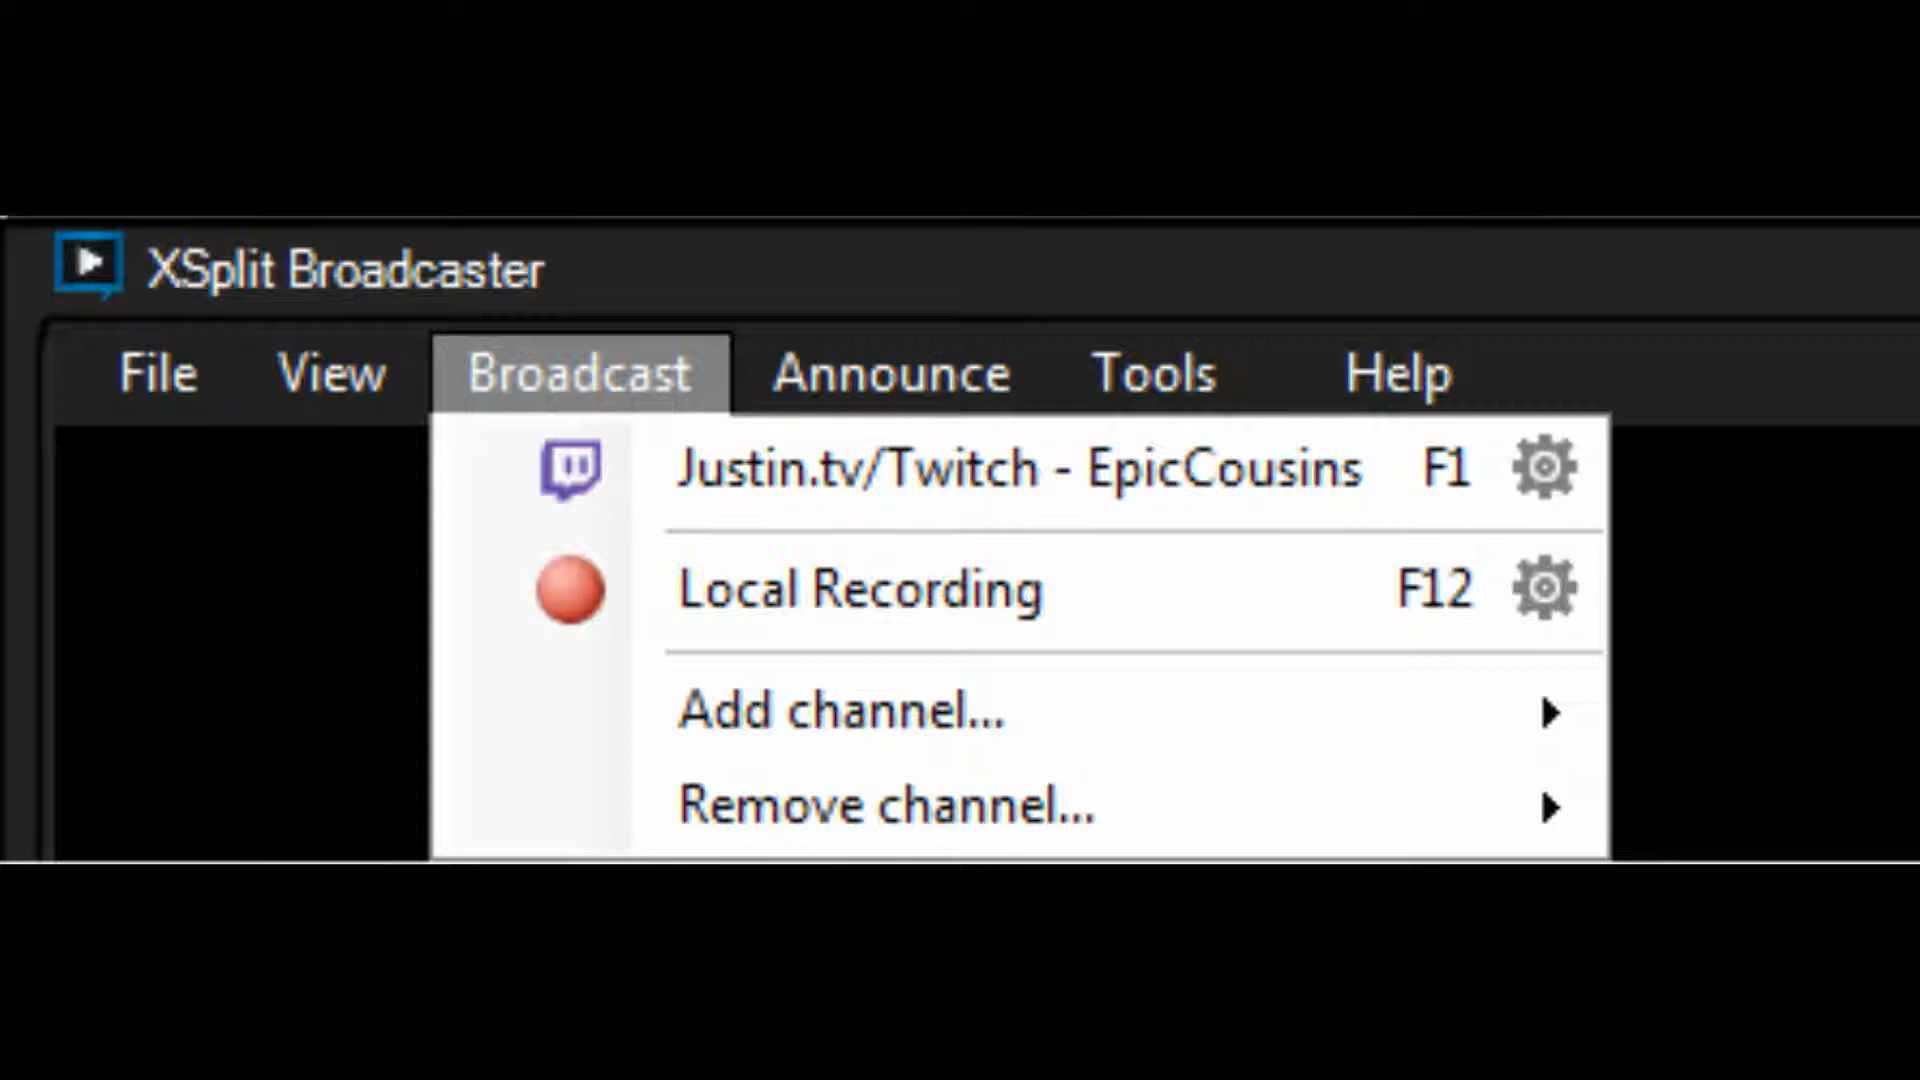 XSplit Broadcaster
File View Broadcast Announce Tools Help
Justin.tv/Twitch - EpicCousins F1
Local Recording F12
Add channel...
Remove channel...